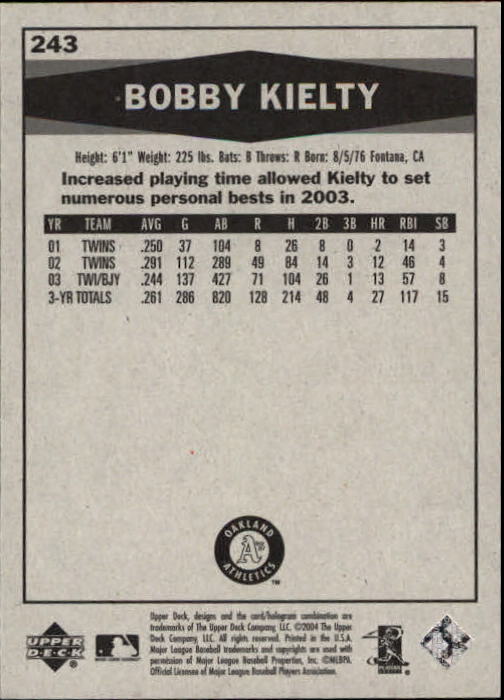 243
BOBBY KIELTY
Height: 6'1" Weight: 225 lbs. Bats: B Throws: R Born: 8/5/76 Fontana, CA
Increased playing time allowed Kielty to set
numerous personal bests in 2003.
YR TEAM AVG G AB R H 2B 3B HR RBI SB
01 TWINS .250 37 104 8 26 8 0 2 14 3
02 TWINS .291 112 289 49 84 14 3 12 46 4
03 TWI/BJY .244 137 427 71 104 26 1 13 57 8
3-YR TOTALS .261 286 820 128 214 48 4 27 117 15
OAKLAND
A's
ATHLETICS
TM
Upper Deck, designs and the card/hologram combination are
trademarks of The Upper Deck Company, LLC. ©2004 The Upper
Deck Company, LLC. All rights reserved. Printed in the U.S.A.
Major League Baseball trademarks and copyrights are used with
permission of Major League Baseball Properties, Inc. ©MLBPA.
Official Licensee of Major League Baseball Players Association.
UPPER
DECK